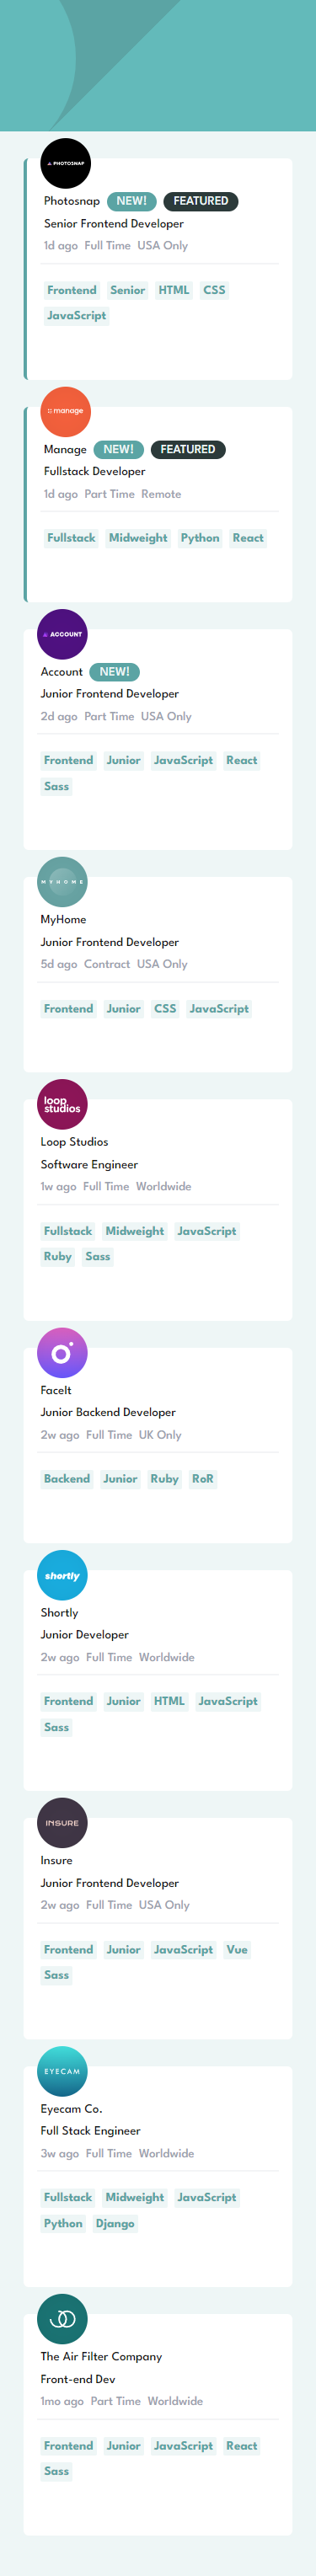 PHOTOSNAP
Photosnap NEW! FEATURED
Senior Frontend Developer
1d ago Full Time USA Only
Frontend Senior HTML CSS
JavaScript
manage
Manage NEW! FEATURED
Fullstack Developer
1d ago Part Time Remote
Fullstack Midweight Python React
ACCOUNT
Account NEW!
Junior Frontend Developer
2d ago Part Time USA Only
Frontend Junior JavaScript React
Sass
MYHOME
MyHome
Junior Frontend Developer
5d ago Contract USA Only
Frontend Junior CSS JavaScript
loop
studios
Loop Studios
Software Engineer
1w ago Full Time Worldwide
Fullstack Midweight JavaScript
Ruby Sass
FaceIt
Junior Backend Developer
2w ago Full Time UK Only
Backend Junior Ruby RoR
shortly
Shortly
Junior Developer
2w ago Full Time Worldwide
Frontend Junior HTML JavaScript
Sass
INSURE
Insure
Junior Frontend Developer
2w ago Full Time USA Only
Frontend Junior JavaScript Vue
Sass
EYECAM
Eyecam Co.
Full Stack Engineer
3w ago Full Time Worldwide
Fullstack Midweight JavaScript
Python Django
The Air Filter Company
Front-end Dev
1mo ago Part Time Worldwide
Frontend Junior JavaScript React
Sass